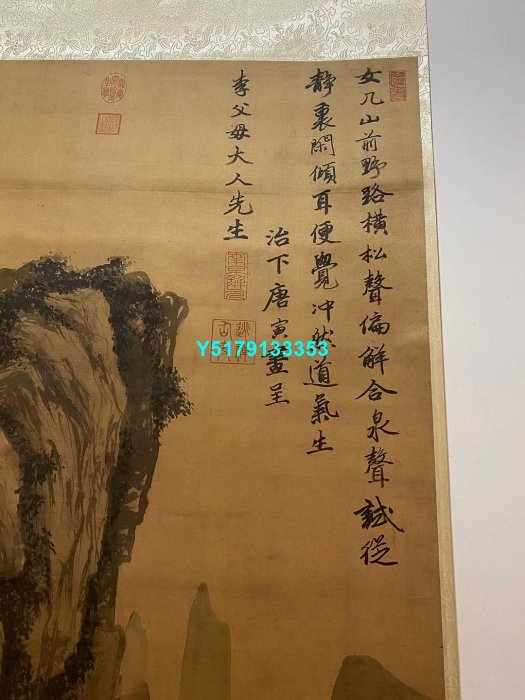 女几山前野路橫松聲偏解合泉聲試從
静裏閑傾耳便覺冲然道氣生
治下唐寅畫呈
李父母大人先生
Y5179133353